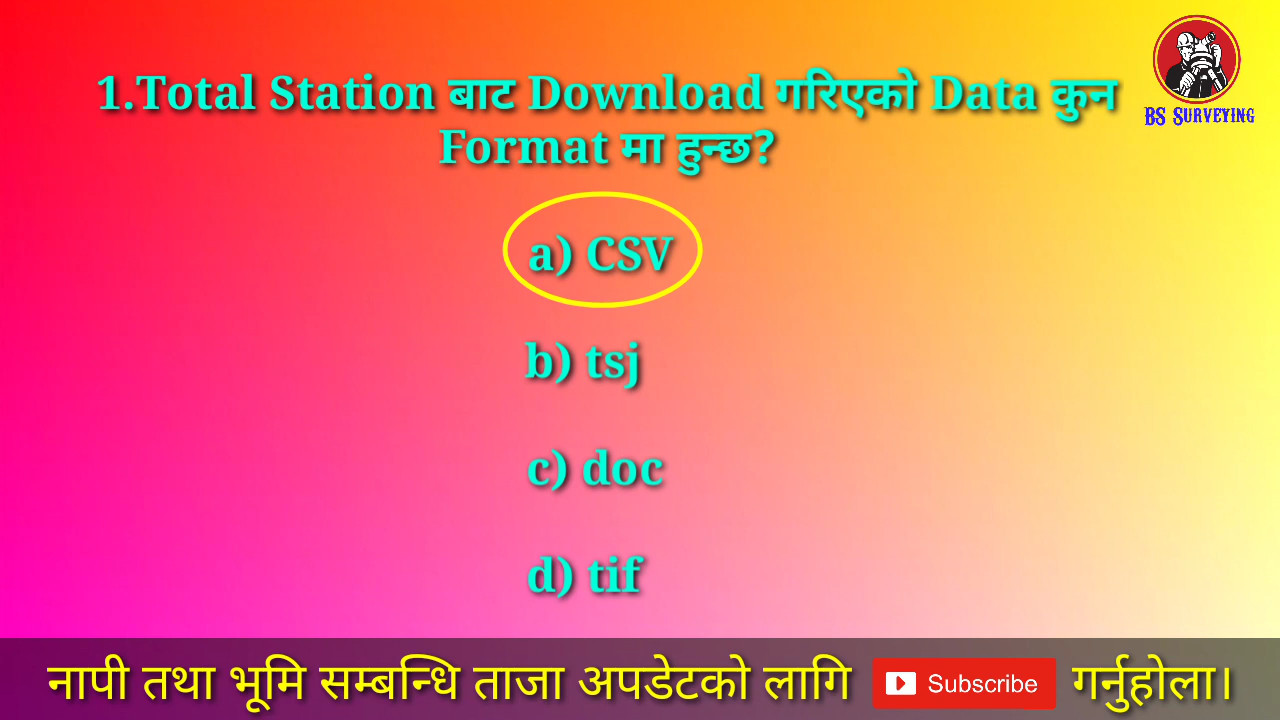 1.Total Station बाट Download गरिएको Data कुन
Format मा हुन्छ?
BS SURVEYING
a) CSV
b) tsj
c) doc
d) tif
नापी तथा भूमि सम्बन्धि ताजा अपडेटको लागि Subscribe गर्नुहोला।